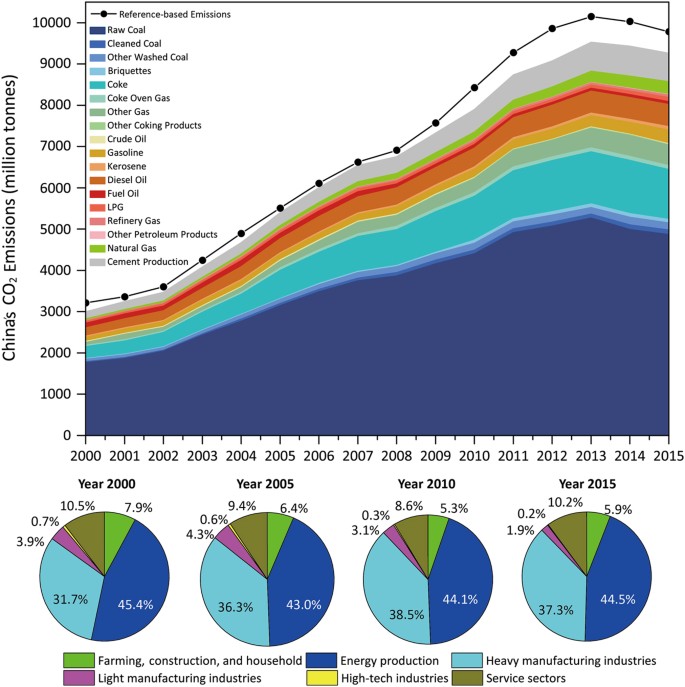 China's CO2 Emissions (million tonnes)
10000
9000
8000
7000
6000
5000
4000
3000
2000
1000
0
Reference-based Emissions
Raw Coal
Cleaned Coal
Other Washed Coal
Briquettes
Coke
Coke Oven Gas
Other Gas
Other Coking Products
Crude Oil
Gasoline
Kerosene
Diesel Oil
Fuel Oil
LPG
Refinery Gas
Other Petroleum Products
Natural Gas
Cement Production
2000 2001 2002 2003 2004 2005 2006 2007 2008 2009 2010 2011 2012 2013 2014 2015
Year 2000
10.5%
7.9%
0.7%
3.9%
31.7%
45.4%
Year 2005
9.4%
6.4%
0.6%
4.3%
36.3%
43.0%
Year 2010
8.6%
5.3%
0.3%
3.1%
38.5%
44.1%
Year 2015
10.2%
5.9%
0.2%
1.9%
37.3%
44.5%
Farming, construction, and household
Energy production
Heavy manufacturing industries
Light manufacturing industries
High-tech industries
Service sectors